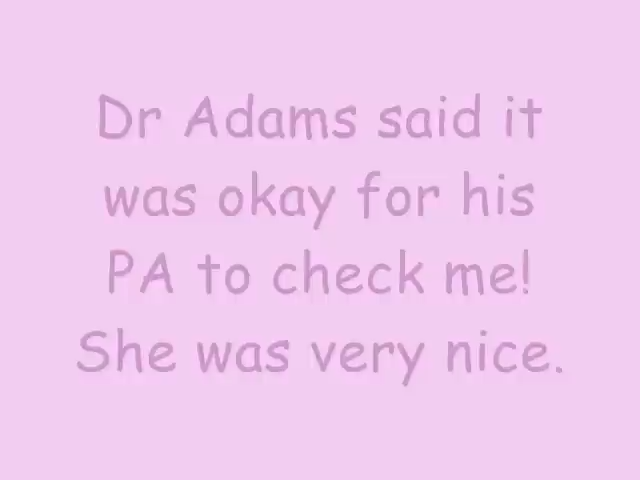 Dr Adams said it
was okay for his
PA to check me!
She was very nice.